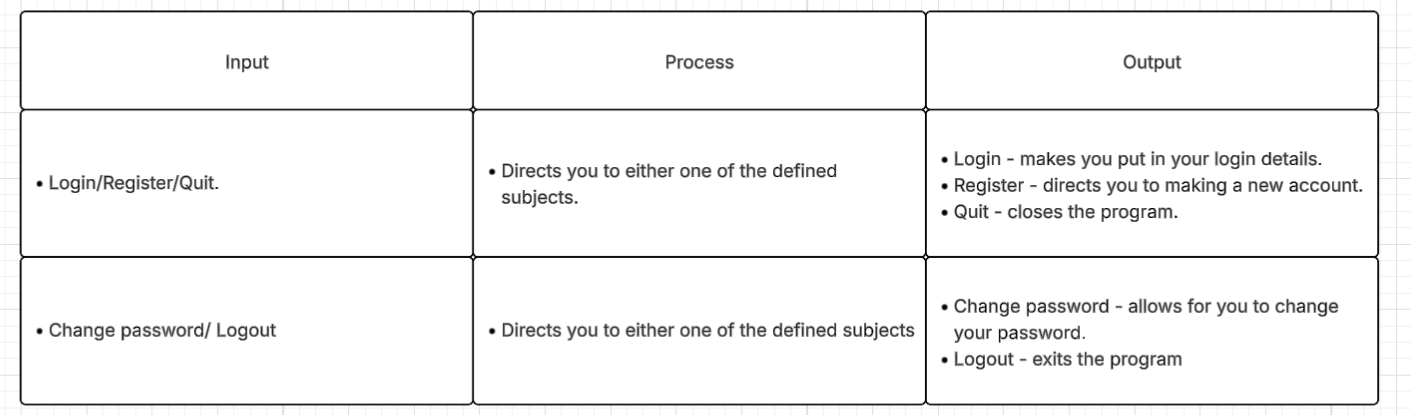 Input
Process
Output
• Login/Register/Quit.
• Directs you to either one of the defined
subjects.
• Login - makes you put in your login details.
• Register - directs you to making a new account.
• Quit - closes the program.
• Change password/ Logout
• Directs you to either one of the defined subjects
• Change password - allows for you to change
your password.
• Logout - exits the program